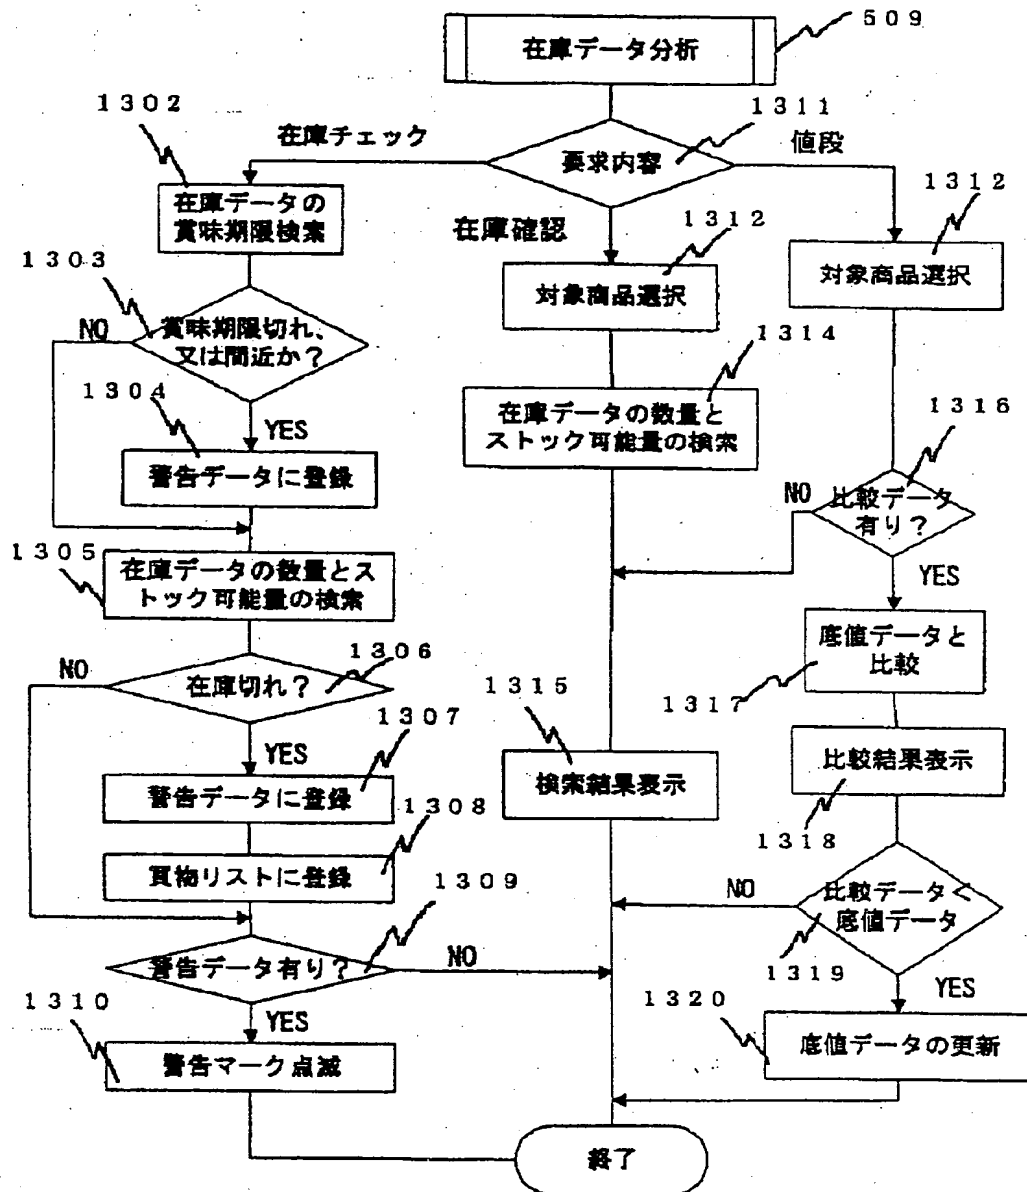 509
在庫データ分析
1302
1311
在庫チェック
要求内容
値段
1312
在庫データの
賞味期限検索
在庫確認
1312
対象商品選択
対象商品選択
1303
NO
賞味期限切れ、
又は間近か？
1314
1304
YES
在庫データの数量と
ストック可能量の検索
1316
警告データに登録
NO
比較データ
有り？
1305
在庫データの数量とス
トック可能量の検索
YES
底値データと
比較
NO
1306
在庫切れ？
1315
1317
1307
YES
検索結果表示
比較結果表示
警告データに登録
1308
1318
買物リストに登録
1309
NO
比較データ<
底値データ
警告データ有り？
NO
1319
YES
1310
YES
1320
警告マーク点滅
底値データの更新
終了